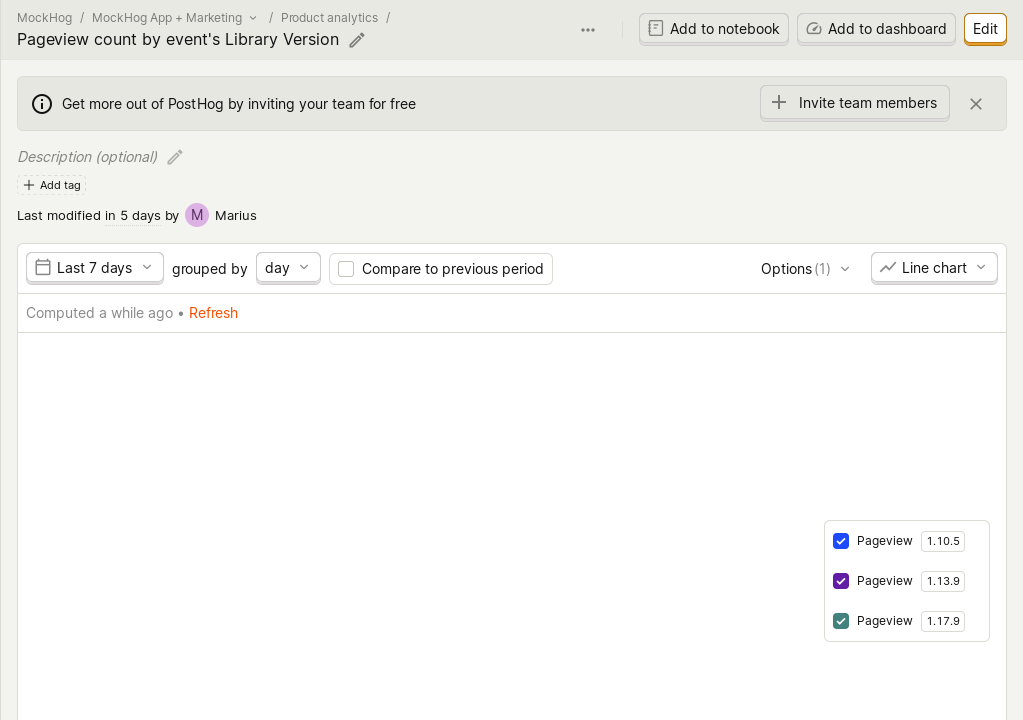 MockHog / MockHog App + Marketing / Product analytics /
Pageview count by event's Library Version
Add to notebook
Add to dashboard
Edit
Get more out of PostHog by inviting your team for free
Invite team members
Description (optional)
Add tag
Last modified in 5 days by M Marius
Last 7 days grouped by day Compare to previous period Options (1) Line chart
Computed a while ago • Refresh
Pageview 1.10.5
Pageview 1.13.9
Pageview 1.17.9